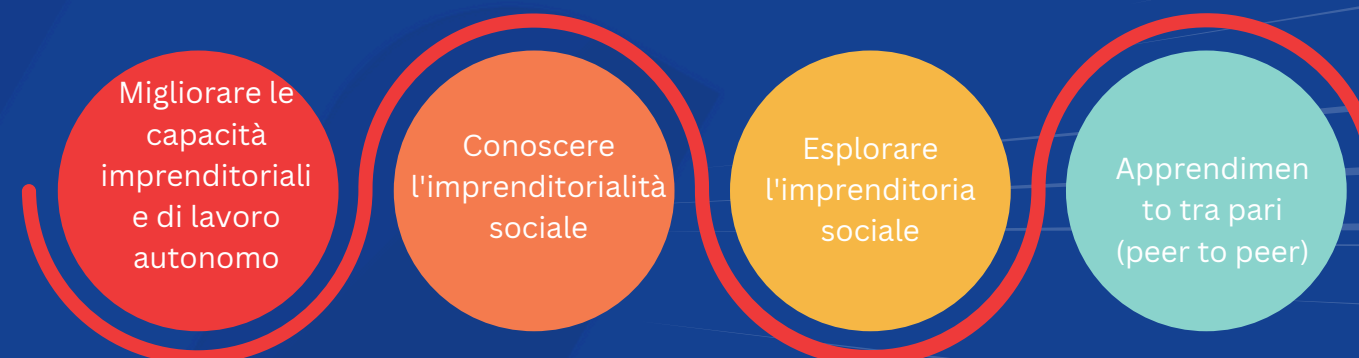 Migliorare le
capacità
imprenditoriali
e di lavoro
autonomo
Conoscere
l'imprenditorialità
sociale
Esplorare
l'imprenditoria
sociale
Apprendimen
to tra pari
(peer to peer)